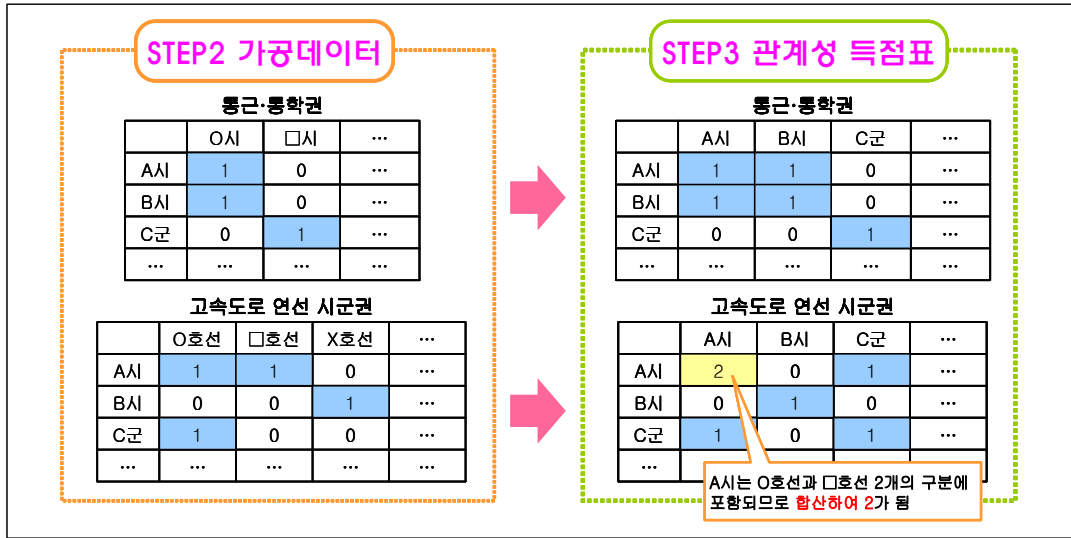 STEP2 가공데이터
통근·통학권
O시 □시 …
A시 1 0 …
B시 1 0 …
C군 0 1 …
… … … …
고속도로 연선 시군권
O호선 □호선 X호선 …
A시 1 1 0 …
B시 0 0 1 …
C군 1 0 0 …
… … … … …
STEP3 관계성 득점표
통근·통학권
A시 B시 C군 …
A시 1 1 0 …
B시 1 1 0 …
C군 0 0 1 …
… … … … …
고속도로 연선 시군권
A시 B시 C군 …
A시 2 0 1 …
B시 0 1 0 …
C군 1 0 1 …
…
A시는 O호선과 □호선 2개의 구분에
포함되므로 합산하여 2가 됨